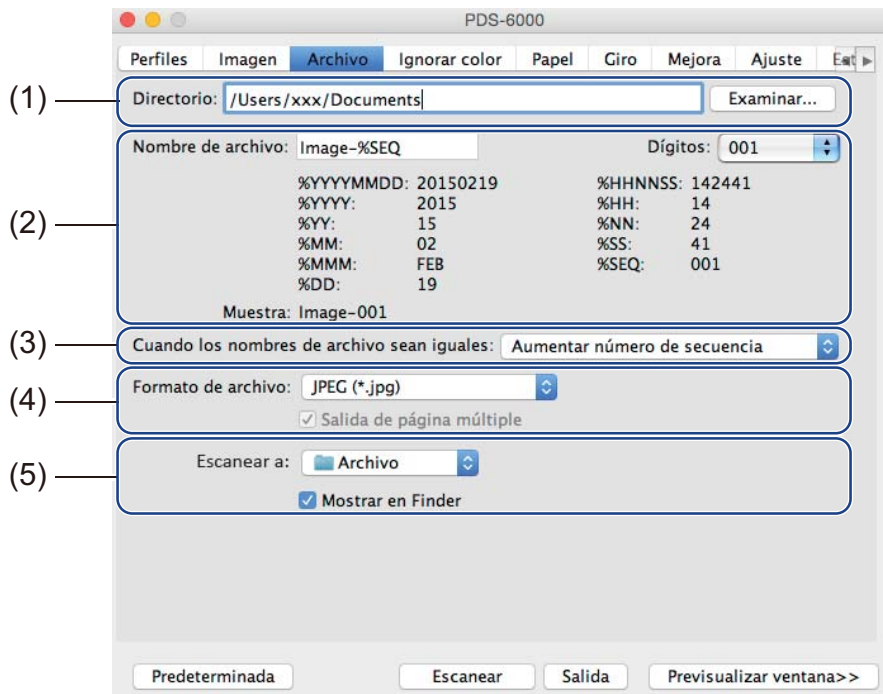 PDS-6000
Perfiles Imagen Archivo Ignorar color Papel Giro Mejora Ajuste
(1) Directorio: /Users/xxx/Documents Examinar...
(2) Nombre de archivo: Image-%SEQ Dígitos: 001
%YYYYMMDD: 20150219 %HHNNSS: 142441
%YYYY: 2015 %HH: 14
%YY: 15 %NN: 24
%MM: 02 %SS: 41
%MMM: FEB %SEQ: 001
%DD: 19
Muestra: Image-001
(3) Cuando los nombres de archivo sean iguales: Aumentar número de secuencia
(4) Formato de archivo: JPEG (*.jpg)
Salida de página múltiple
(5) Escanear a: Archivo
Mostrar en Finder
Predeterminada Escanear Salida Previsualizar ventana>>